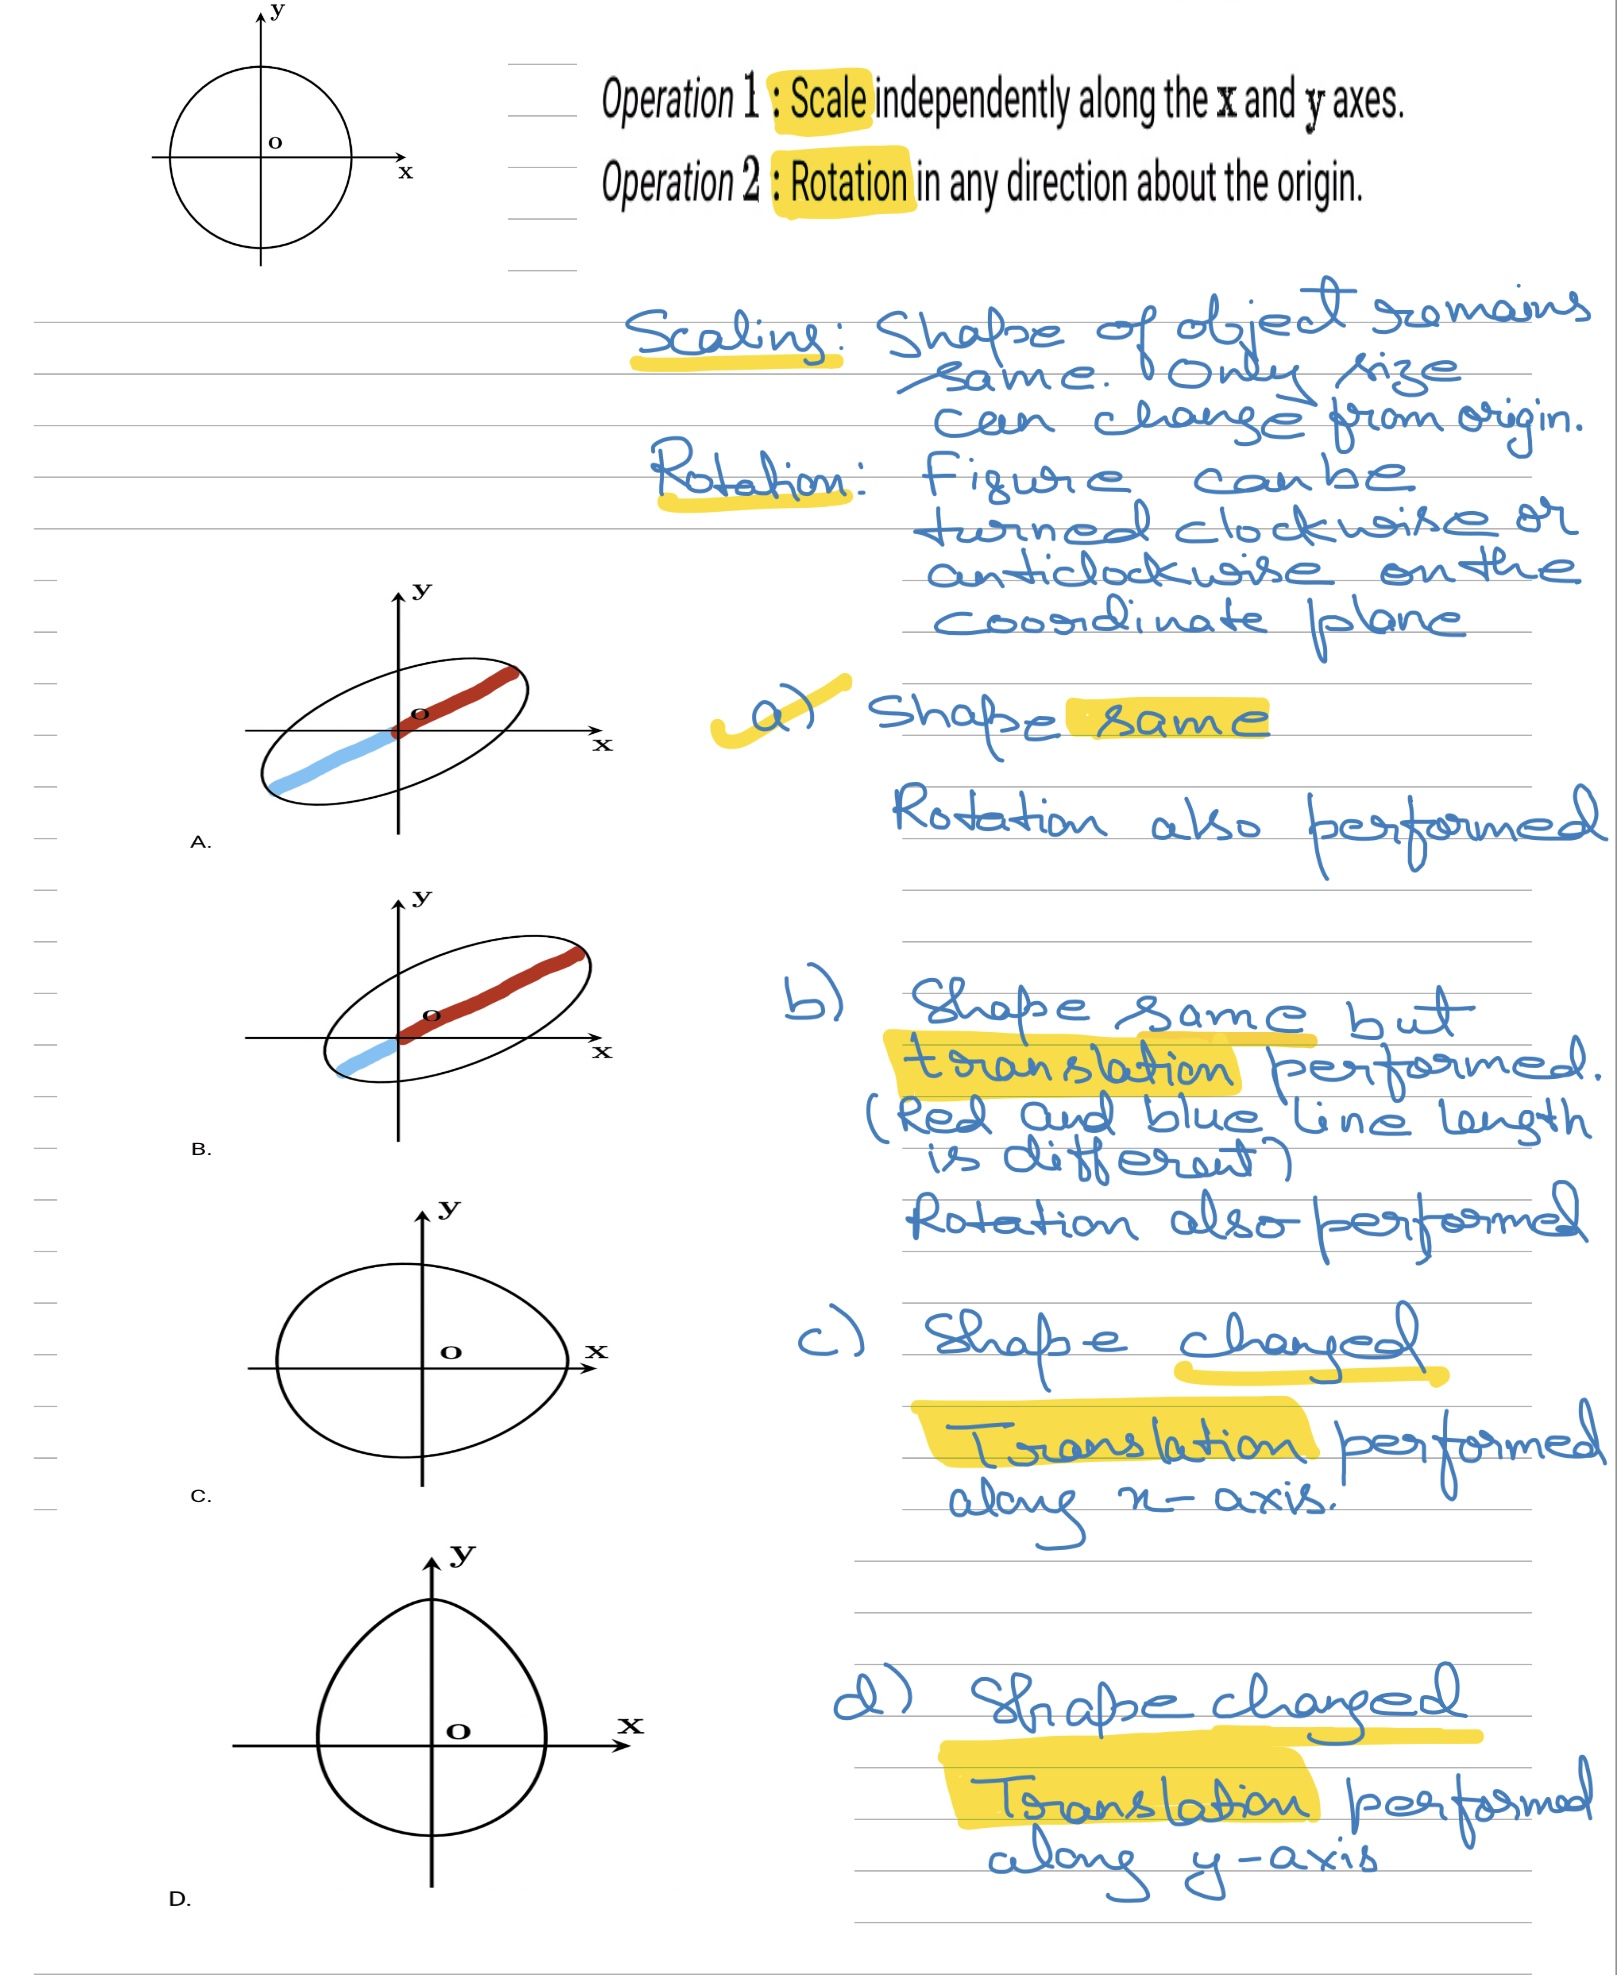 y
O
x
Operation 1 : Scale independently along the x and y axes.
Operation 2 : Rotation in any direction about the origin.
Scaling: Shape of object remains
same. Only size
can change from origin.
Rotation: Figure can be
turned clockwise or
anticlockwise on the
coordinate plane
y
O
x
A.
a) Shape same
Rotation also performed
y
O
x
B.
b) Shape same but
translation performed.
(Red and blue line length
is different)
Rotation also performed
y
O
x
C.
c) Shape changed
Translation performed
along x-axis.
y
O
x
D.
d) Shape changed
Translation performed
along y-axis